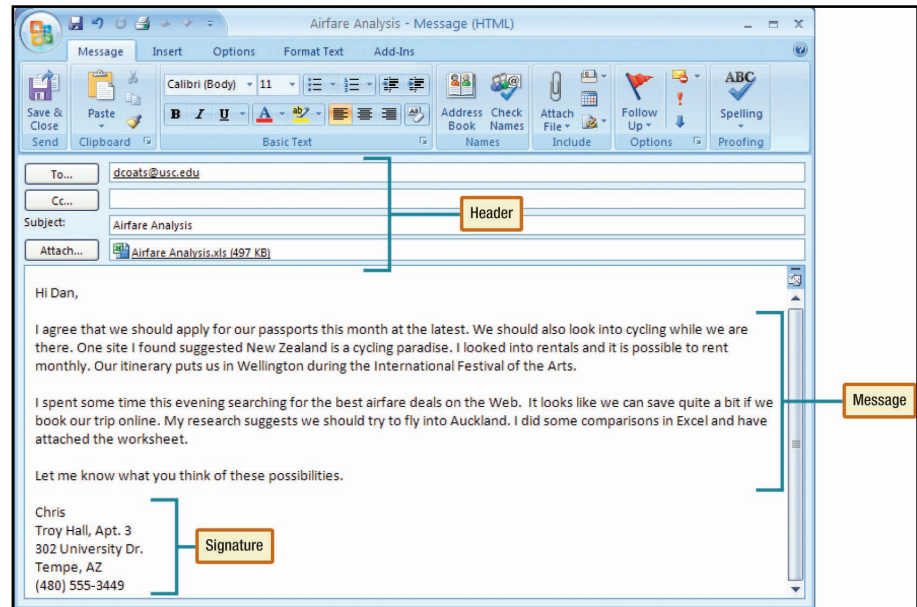 Airfare Analysis - Message (HTML)
Message Insert Options Format Text Add-Ins
Calibri (Body) 11
Save & Close
Paste
B I U A ab
Address Book
Check Names
Attach File
Follow Up
ABC
Spelling
Send Clipboard Basic Text Names Include Options Proofing
To... dcoats@usc.edu
Cc...
Header
Subject: Airfare Analysis
Attach... Airfare Analysis.xls (497 KB)
Hi Dan,
I agree that we should apply for our passports this month at the latest. We should also look into cycling while we are
there. One site I found suggested New Zealand is a cycling paradise. I looked into rentals and it is possible to rent
monthly. Our itinerary puts us in Wellington during the International Festival of the Arts.
I spent some time this evening searching for the best airfare deals on the Web. It looks like we can save quite a bit if we
book our trip online. My research suggests we should try to fly into Auckland. I did some comparisons in Excel and have
attached the worksheet.
Message
Let me know what you think of these possibilities.
Chris
Troy Hall, Apt. 3
302 University Dr.
Signature
Tempe, AZ
(480) 555-3449